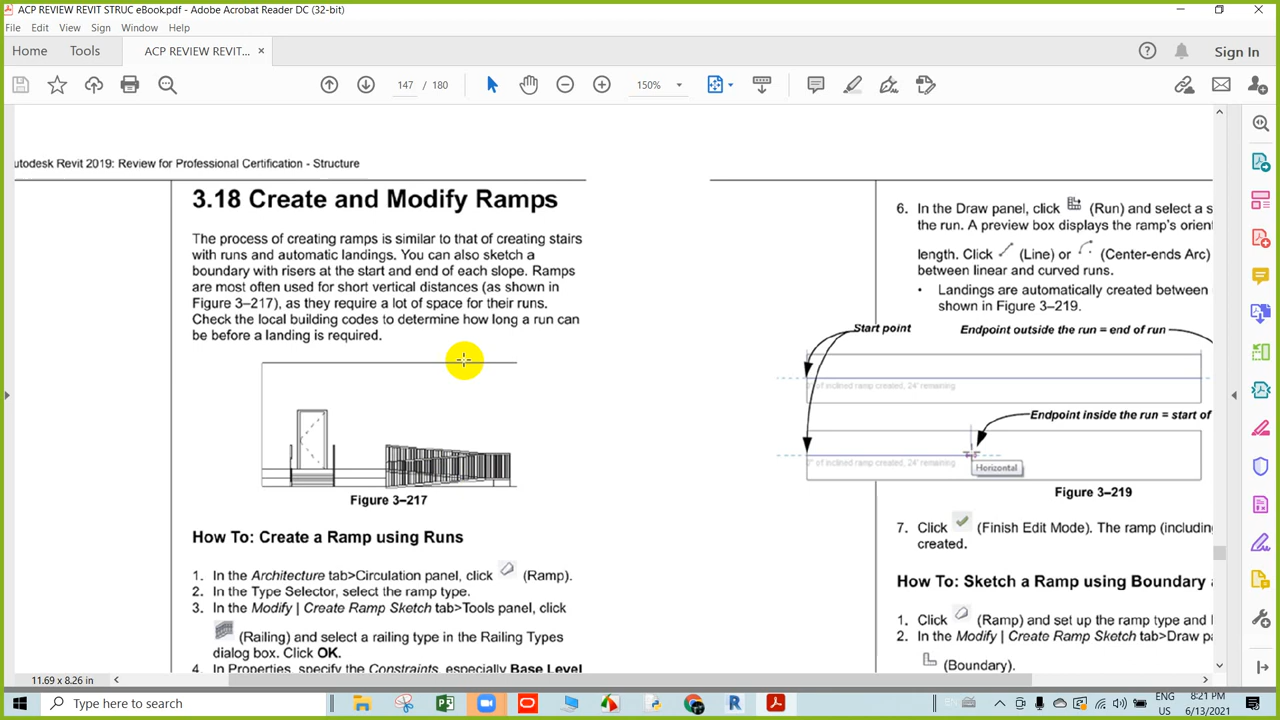 ACP REVIEW REVIT STRUC eBook.pdf - Adobe Acrobat Reader DC (32-bit)
File Edit View Sign Window Help
Home Tools ACP REVIEW REVIT... × Sign In
147 / 180 150%
utodesk Revit 2019: Review for Professional Certification - Structure
3.18 Create and Modify Ramps
The process of creating ramps is similar to that of creating stairs
with runs and automatic landings. You can also sketch a
boundary with risers at the start and end of each slope. Ramps
are most often used for short vertical distances (as shown in
Figure 3–217), as they require a lot of space for their runs.
Check the local building codes to determine how long a run can
be before a landing is required.
Figure 3–217
How To: Create a Ramp using Runs
1. In the Architecture tab>Circulation panel, click (Ramp).
2. In the Type Selector, select the ramp type.
3. In the Modify | Create Ramp Sketch tab>Tools panel, click
(Railing) and select a railing type in the Railing Types
dialog box. Click OK.
4. In Properties, specify the Constraints, especially Base Level
6. In the Draw panel, click (Run) and select a s
the run. A preview box displays the ramp's orien
length. Click (Line) or (Center-ends Arc)
between linear and curved runs.
• Landings are automatically created between
shown in Figure 3–219.
Start point Endpoint outside the run = end of run
of inclined ramp created, 24" remaining
Endpoint inside the run = start of
of inclined ramp created, 24" remaining
Horizontal
Figure 3–219
7. Click (Finish Edit Mode). The ramp (including
created.
How To: Sketch a Ramp using Boundary a
1. Click (Ramp) and set up the ramp type and
2. In the Modify | Create Ramp Sketch tab>Draw pa
(Boundary).
11.69 x 8.26 in
Type here to search
ENG
US
8:21 PM
6/13/2021